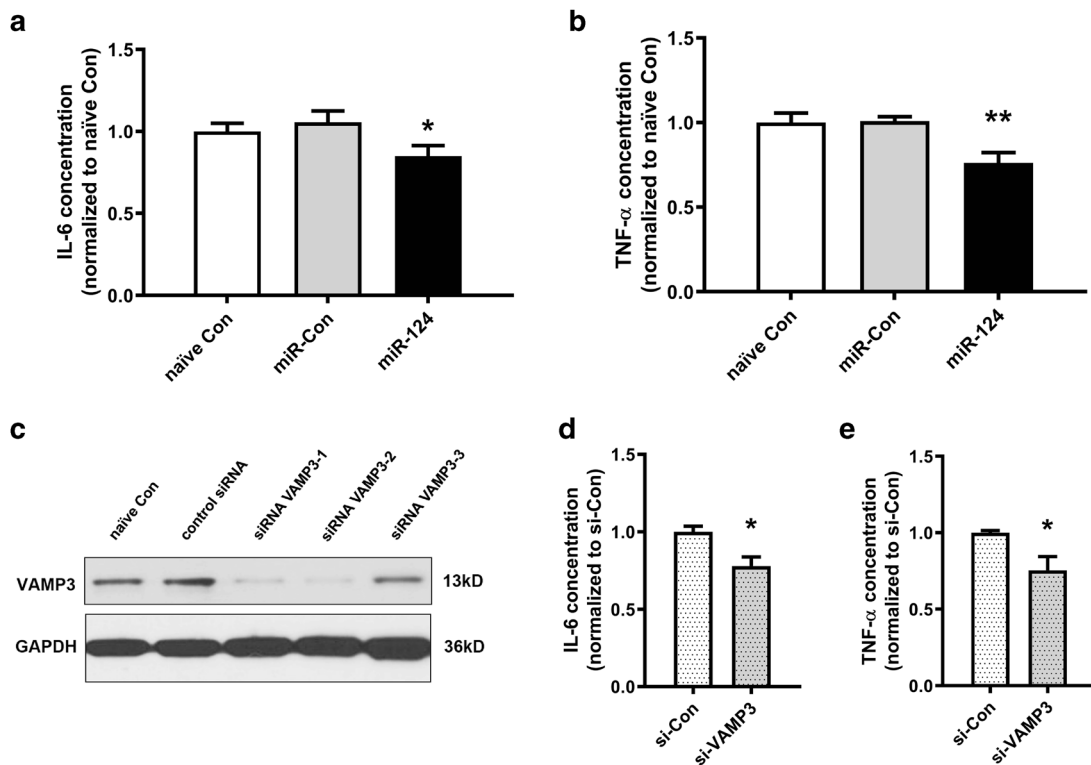 a
IL-6 concentration
(normalized to naïve Con)
1.5
1.0
0.5
0.0
*
naïve Con
miR-Con
miR-124
b
TNF-α concentration
(normalized to naïve Con)
1.5
1.0
0.5
0.0
**
naïve Con
miR-Con
miR-124
c
naïve Con
control siRNA
siRNA VAMP3-1
siRNA VAMP3-2
siRNA VAMP3-3
VAMP3
13kD
GAPDH
36kD
d
IL-6 concentration
(normalized to si-Con)
1.5
1.0
0.5
0.0
*
si-Con
si-VAMP3
e
TNF-α concentration
(normalized to si-Con)
1.5
1.0
0.5
0.0
*
si-Con
si-VAMP3